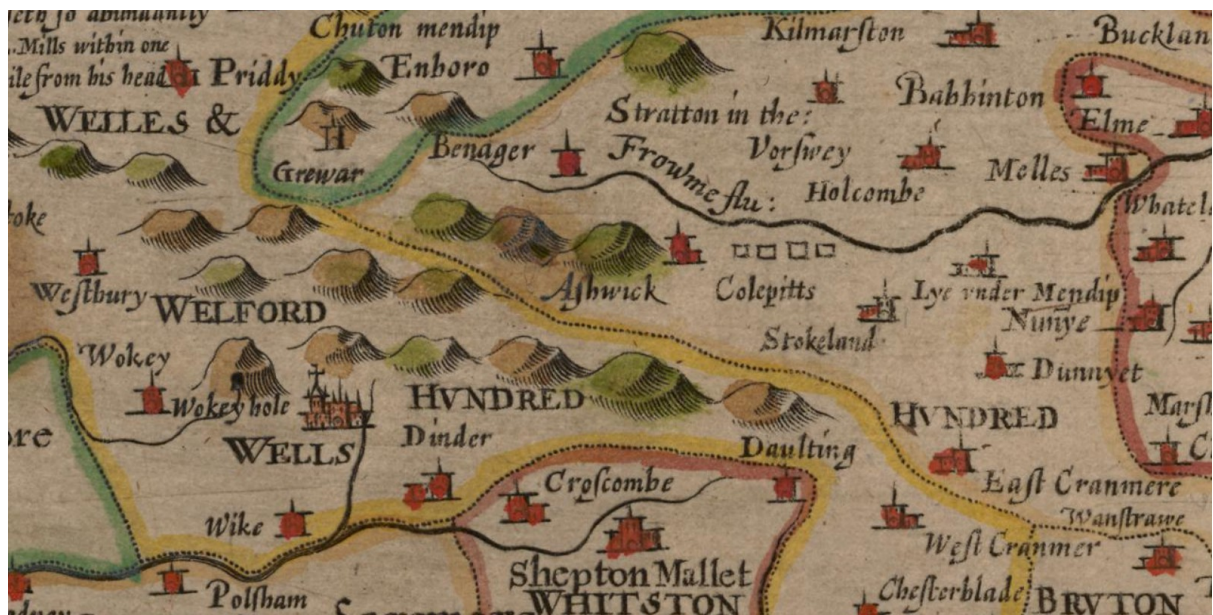 Chuton mendip
Kilmarſton
Mills within one
ile from his head
Priddy
Enboro
Babbinton
WELLES &
Stratton in the:
Elme
Benager
Vorſwey
Grewar
Frowme flu:
Holcombe
Melles
Aſhwick
Colepitts
Lye vnder Mendip
Weſtbury
WELFORD
Nunye
Stokeland
Wokey
Dunnyet
Wokey hole
HVNDRED
HVNDRED
WELLS
Dinder
Daulting
Croſcombe
Eaſt Cranmere
Wike
Wanſtrawe
Weſt Cranmer
Shepton Mallet
Polſham
WHITSTON
Cheſterblade
BRVTON